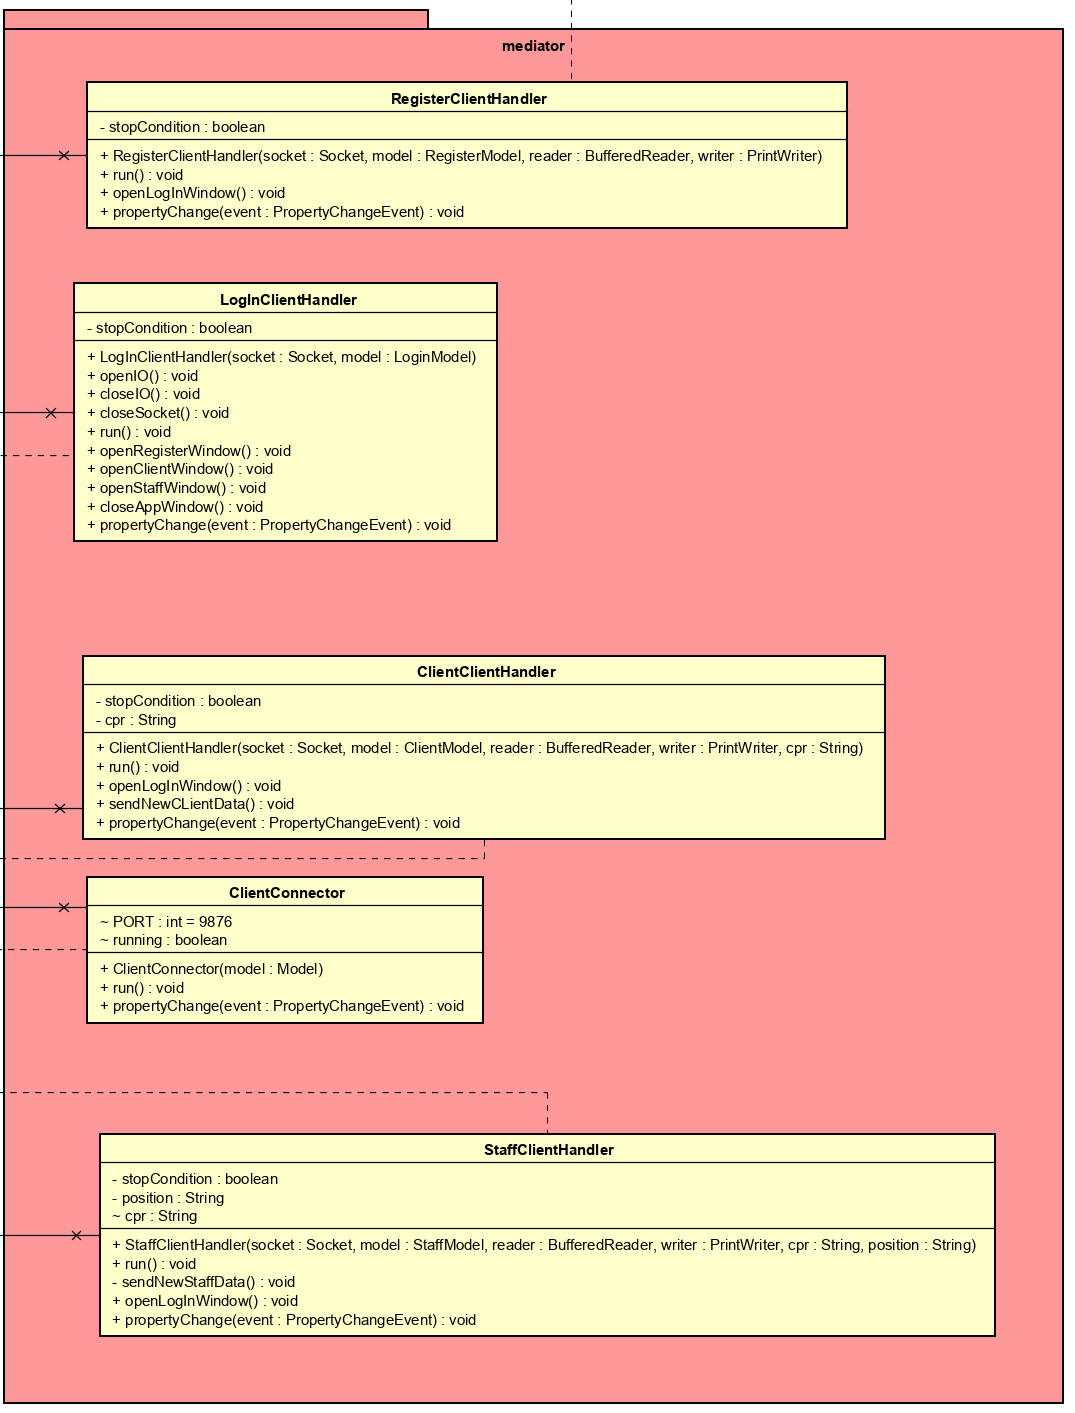 mediator
RegisterClientHandler
- stopCondition : boolean
+ RegisterClientHandler(socket : Socket, model : RegisterModel, reader : BufferedReader, writer : PrintWriter)
+ run() : void
+ openLogInWindow() : void
+ propertyChange(event : PropertyChangeEvent) : void
LogInClientHandler
- stopCondition : boolean
+ LogInClientHandler(socket : Socket, model : LoginModel)
+ openIO() : void
+ closeIO() : void
+ closeSocket() : void
+ run() : void
+ openRegisterWindow() : void
+ openClientWindow() : void
+ openStaffWindow() : void
+ closeAppWindow() : void
+ propertyChange(event : PropertyChangeEvent) : void
ClientClientHandler
- stopCondition : boolean
- cpr : String
+ ClientClientHandler(socket : Socket, model : ClientModel, reader : BufferedReader, writer : PrintWriter, cpr : String)
+ run() : void
+ openLogInWindow() : void
+ sendNewCLientData() : void
+ propertyChange(event : PropertyChangeEvent) : void
ClientConnector
~ PORT : int = 9876
~ running : boolean
+ ClientConnector(model : Model)
+ run() : void
+ propertyChange(event : PropertyChangeEvent) : void
StaffClientHandler
- stopCondition : boolean
- position : String
~ cpr : String
+ StaffClientHandler(socket : Socket, model : StaffModel, reader : BufferedReader, writer : PrintWriter, cpr : String, position : String)
+ run() : void
- sendNewStaffData() : void
+ openLogInWindow() : void
+ propertyChange(event : PropertyChangeEvent) : void